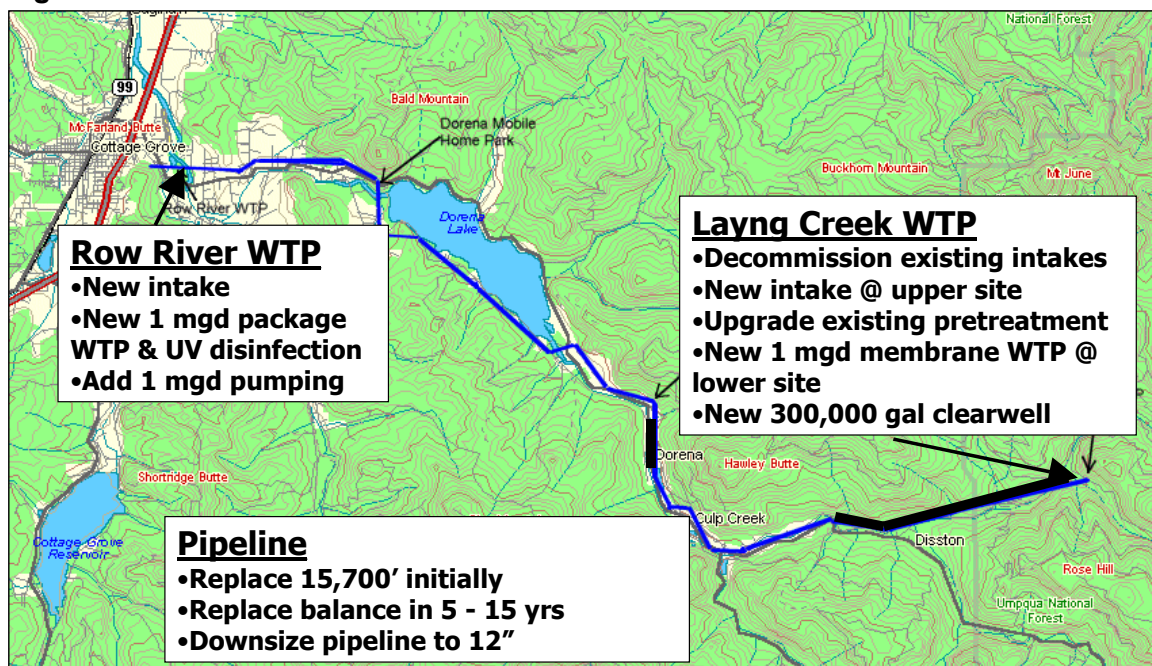 National Forest
99
Bald Mountain
McFarland Butte
Cottage Grove
Dorena Mobile
Home Park
Buckhorn Mountain
Mt June
Row River WTP
Dorena
Lake
Row River WTP
•New intake
•New 1 mgd package
WTP & UV disinfection
•Add 1 mgd pumping
Layng Creek WTP
•Decommission existing intakes
•New intake @ upper site
•Upgrade existing pretreatment
•New 1 mgd membrane WTP @
lower site
•New 300,000 gal clearwell
Dorena
Hawley Butte
Shortridge Butte
Culp Creek
Disston
Cottage Grove
Reservoir
Rose Hill
Umpqua National
Forest
Pipeline
•Replace 15,700’ initially
•Replace balance in 5 - 15 yrs
•Downsize pipeline to 12”